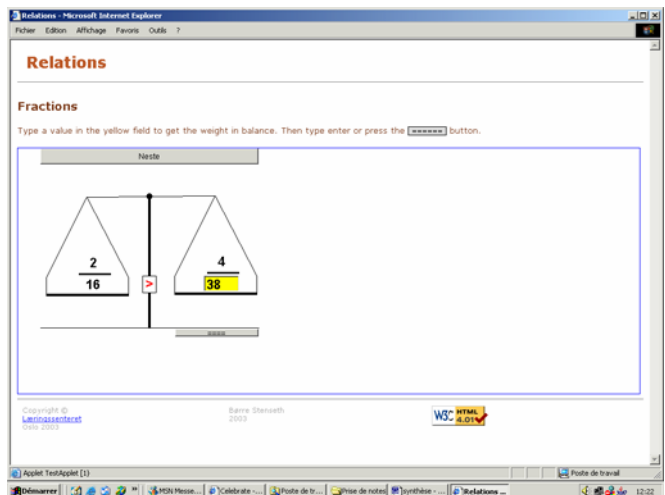 Relations - Microsoft Internet Explorer
Fichier Edition Affichage Favoris Outils ?
Relations
Fractions
Type a value in the yellow field to get the weight in balance. Then type enter or press the ====== button.
Neste
2
16
>
4
38
====
Copyright ©
Læringssenteret
Oslo 2003
Børre Stenseth
2003
W3C HTML 4.01
Applet TestApplet [1)
Poste de travail
Démarrer
MSN Messe...
Celebrate -...
Poste de tr...
Prise de notes
synthèse - ...
Relations _
12:22